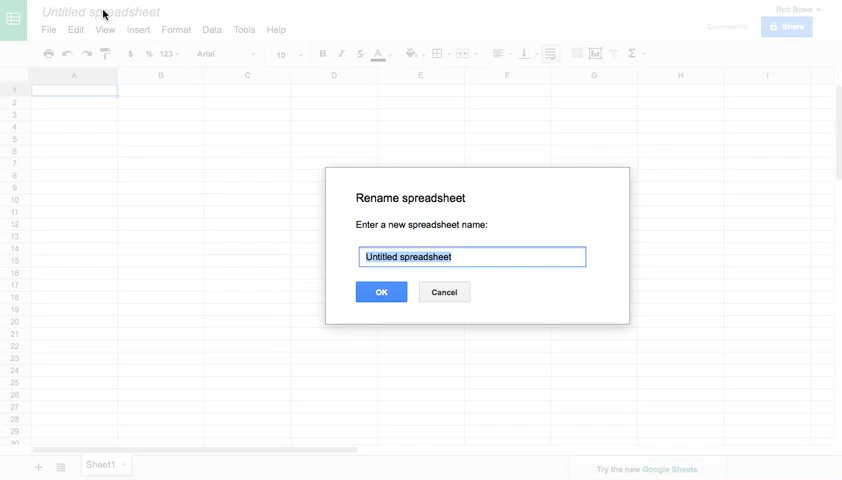 Untitled spreadsheet
Rob Bowe
File Edit View Insert Format Data Tools Help
Comments
Share
$ % 123 Arial 10 B I S A Σ
A B C D E F G H I
1
2
3
4
5
6
7
8
9
10
11
12
13
14
15
16
17
18
19
20
21
22
23
24
25
26
27
28
29
30
Rename spreadsheet
Enter a new spreadsheet name:
Untitled spreadsheet
OK Cancel
Sheet1
Try the new Google Sheets